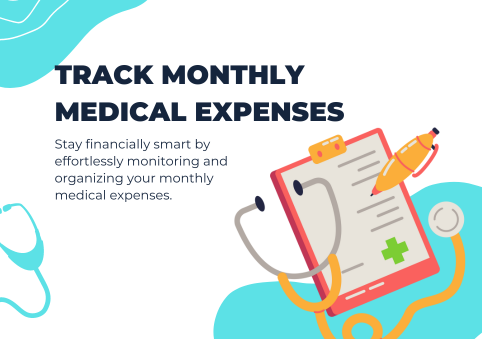 TRACK MONTHLY
MEDICAL EXPENSES
Stay financially smart by
effortlessly monitoring and
organizing your monthly
medical expenses.